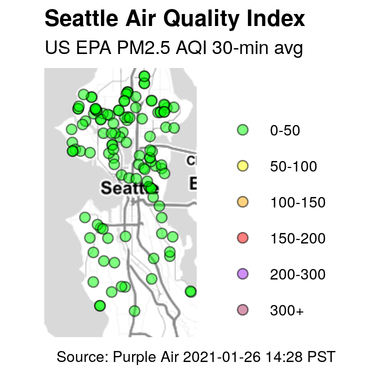 Seattle Air Quality Index
US EPA PM2.5 AQI 30-min avg
Seattle
0-50
50-100
100-150
150-200
200-300
300+
Source: Purple Air 2021-01-26 14:28 PST